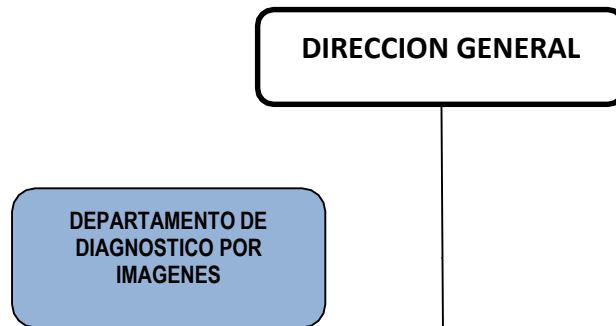 DIRECCION GENERAL
DEPARTAMENTO DE
DIAGNOSTICO POR
IMAGENES